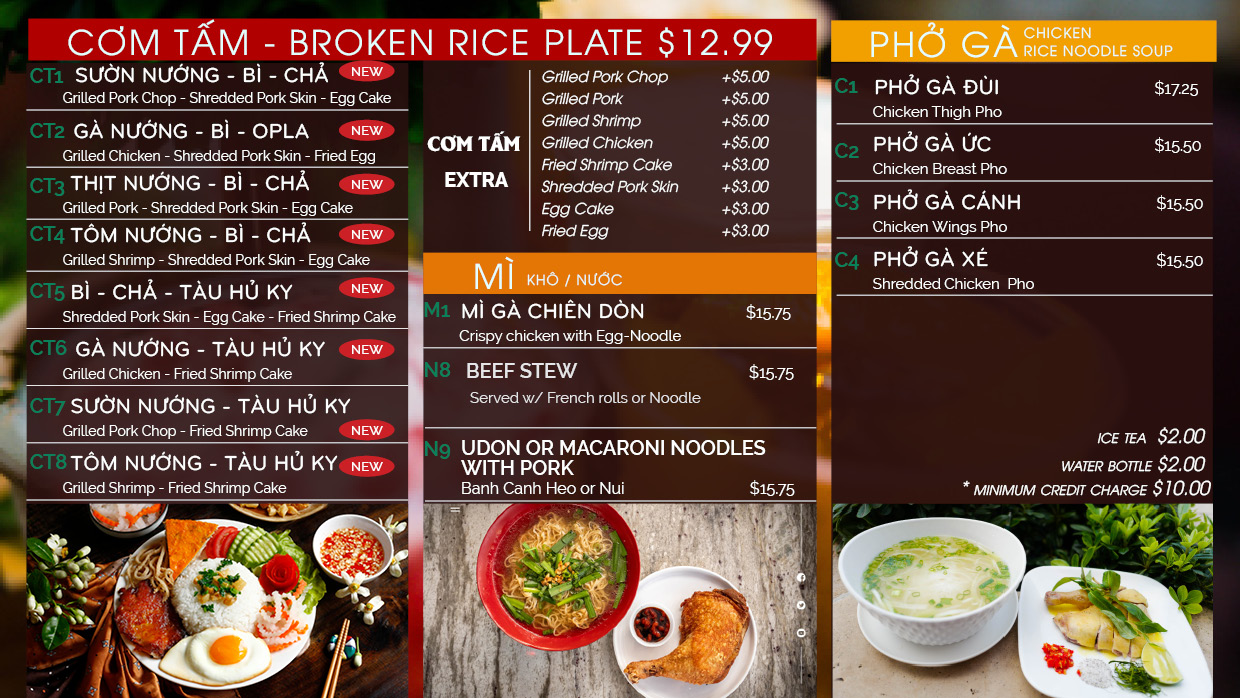 CƠM TẤM - BROKEN RICE PLATE $12.99
CT1 SƯỜN NƯỚNG - BÌ - CHẢ NEW
Grilled Pork Chop - Shredded Pork Skin - Egg Cake
CT2 GÀ NƯỚNG - BÌ - OPLA NEW
Grilled Chicken - Shredded Pork Skin - Fried Egg
CT3 THỊT NƯỚNG - BÌ - CHẢ NEW
Grilled Pork - Shredded Pork Skin - Egg Cake
CT4 TÔM NƯỚNG - BÌ - CHẢ NEW
Grilled Shrimp - Shredded Pork Skin - Egg Cake
CT5 BÌ - CHẢ - TÀU HỦ KY NEW
Shredded Pork Skin - Egg Cake - Fried Shrimp Cake
CT6 GÀ NƯỚNG - TÀU HỦ KY NEW
Grilled Chicken - Fried Shrimp Cake
CT7 SƯỜN NƯỚNG - TÀU HỦ KY
Grilled Pork Chop - Fried Shrimp Cake NEW
CT8 TÔM NƯỚNG - TÀU HỦ KY NEW
Grilled Shrimp - Fried Shrimp Cake
CƠM TẤM
EXTRA
Grilled Pork Chop +$5.00
Grilled Pork +$5.00
Grilled Shrimp +$5.00
Grilled Chicken +$5.00
Fried Shrimp Cake +$3.00
Shredded Pork Skin +$3.00
Egg Cake +$3.00
Fried Egg +$3.00
MÌ KHÔ / NƯỚC
M1 MÌ GÀ CHIÊN DÒN $15.75
Crispy chicken with Egg-Noodle
N8 BEEF STEW $15.75
Served w/ French rolls or Noodle
N9 UDON OR MACARONI NOODLES
WITH PORK
Banh Canh Heo or Nui $15.75
PHỞ GÀ CHICKEN
RICE NOODLE SOUP
C1 PHỞ GÀ ĐÙI $17.25
Chicken Thigh Pho
C2 PHỞ GÀ ỨC $15.50
Chicken Breast Pho
C3 PHỞ GÀ CÁNH $15.50
Chicken Wings Pho
C4 PHỞ GÀ XÉ $15.50
Shredded Chicken Pho
ICE TEA $2.00
WATER BOTTLE $2.00
* MINIMUM CREDIT CHARGE $10.00